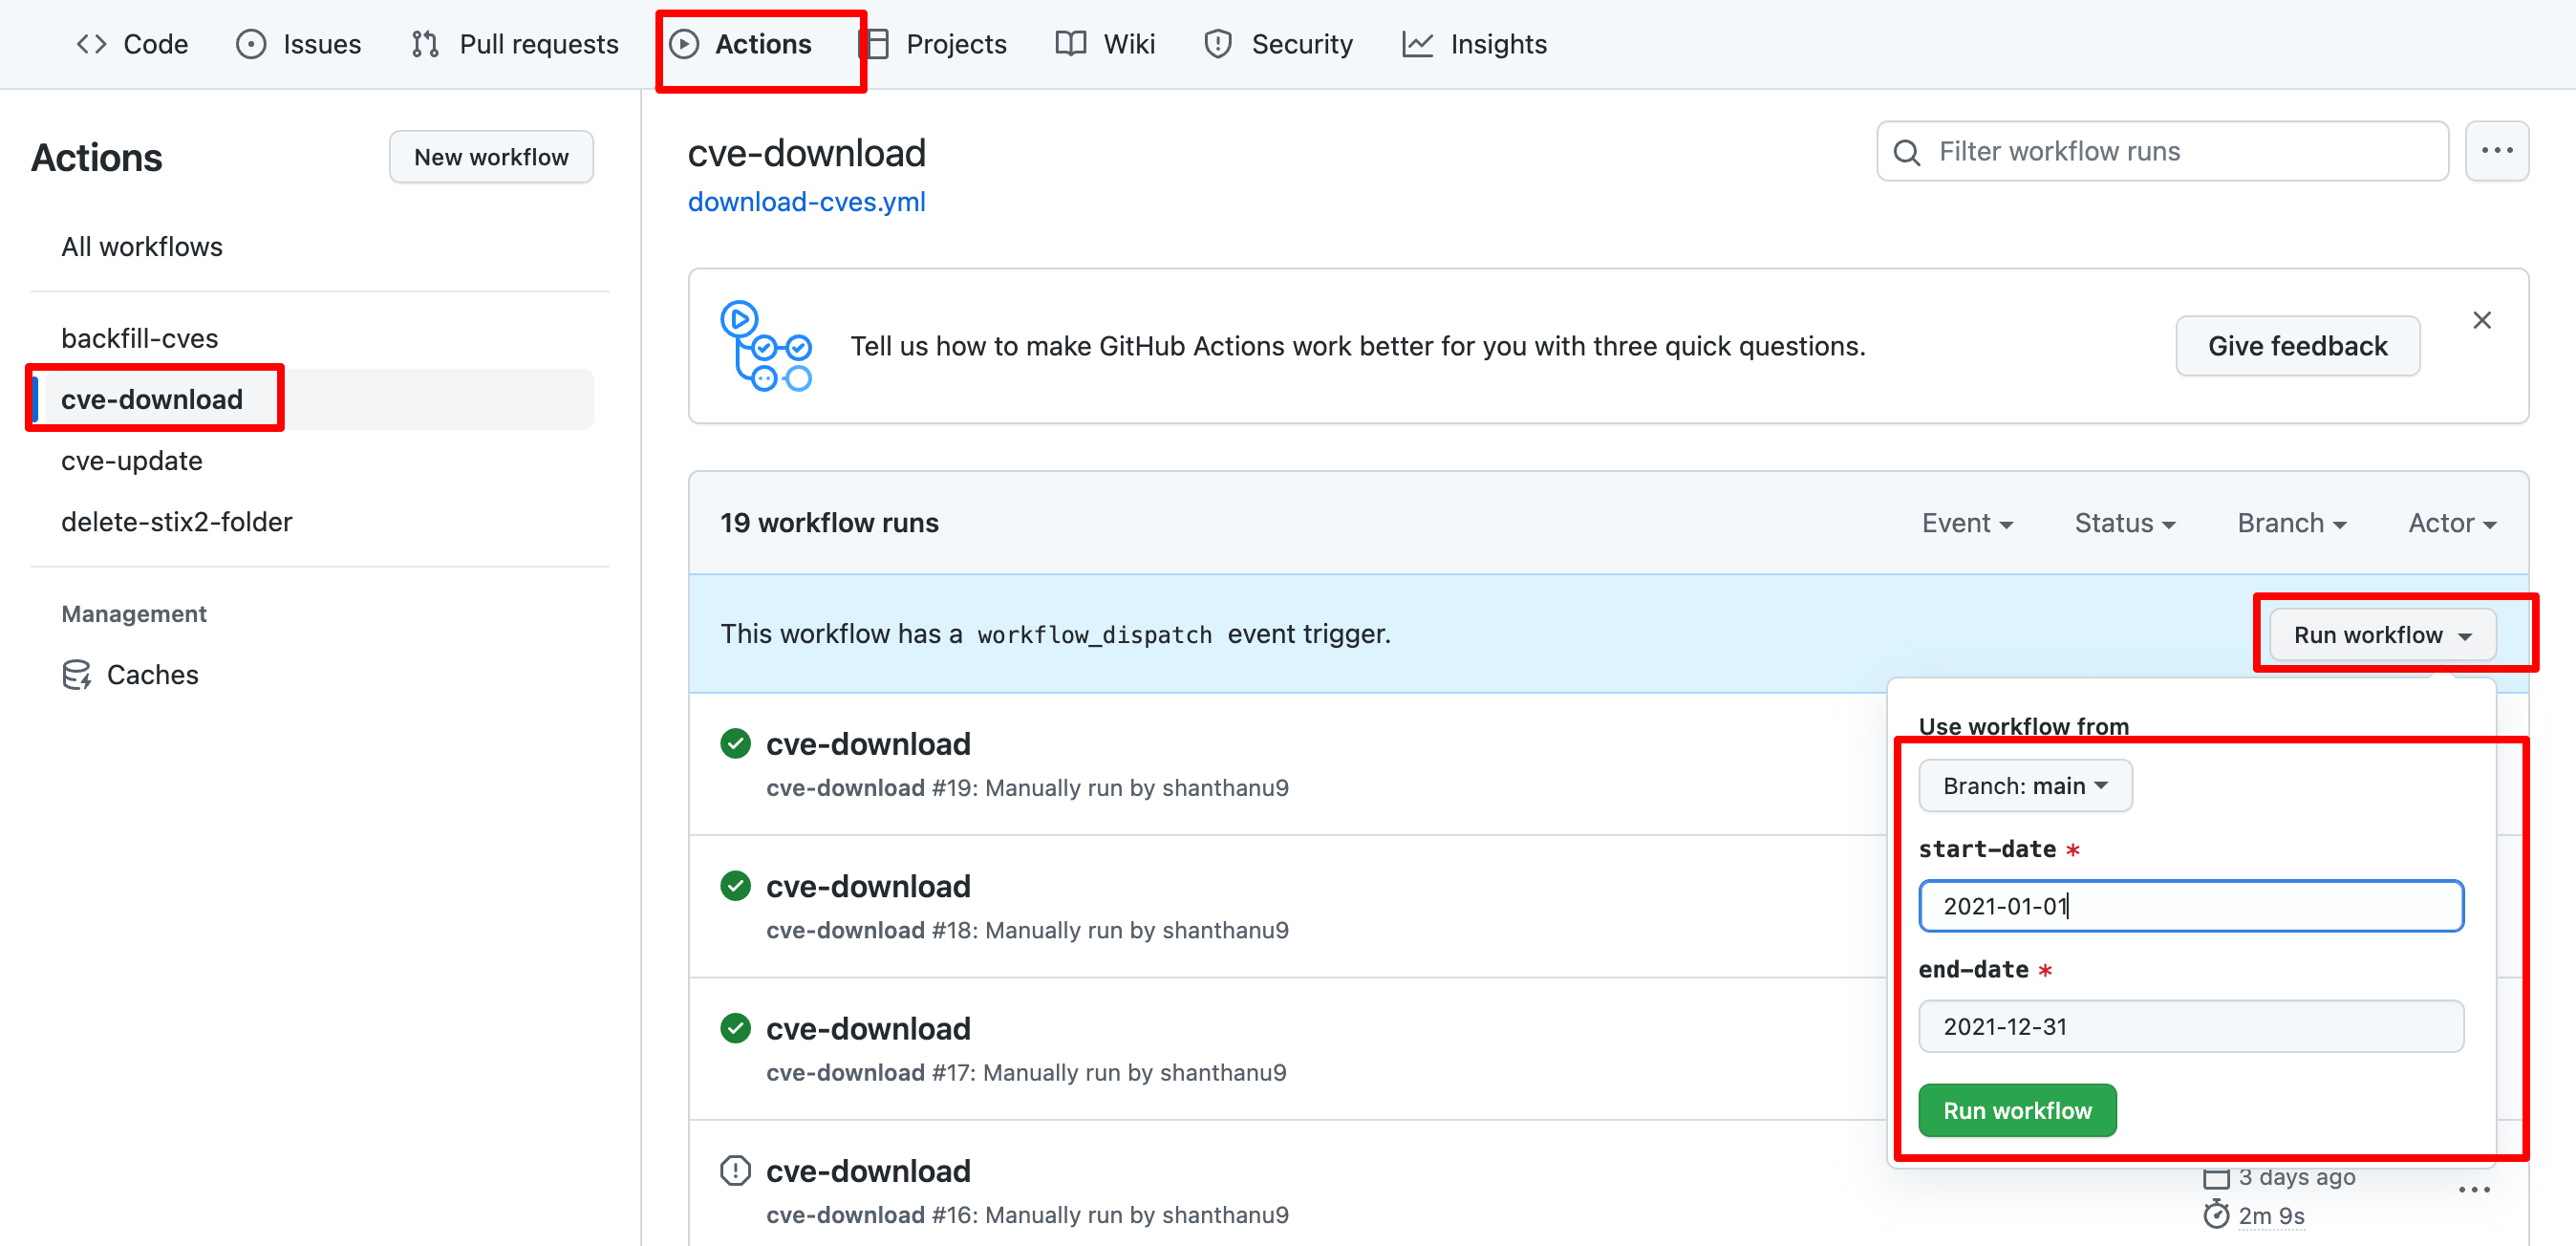 Code Issues Pull requests Actions Projects Wiki Security Insights
Actions
New workflow
All workflows
backfill-cves
cve-download
cve-update
delete-stix2-folder
Management
Caches
cve-download
download-cves.yml
Filter workflow runs
Tell us how to make GitHub Actions work better for you with three quick questions.
Give feedback
19 workflow runs
Event Status Branch Actor
This workflow has a workflow_dispatch event trigger.
Run workflow
Use workflow from
Branch: main
start-date *
2021-01-01
end-date *
2021-12-31
Run workflow
cve-download
cve-download #19: Manually run by shanthanu9
cve-download
cve-download #18: Manually run by shanthanu9
cve-download
cve-download #17: Manually run by shanthanu9
cve-download
cve-download #16: Manually run by shanthanu9
3 days ago
2m 9s